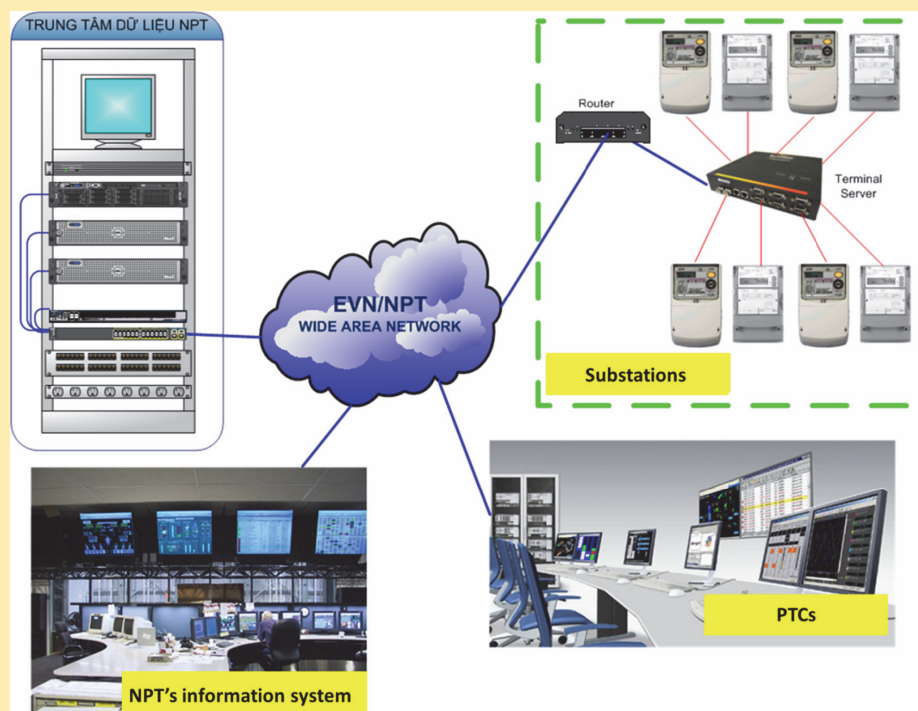 TRUNG TÂM DỮ LIỆU NPT
Router
Terminal
Server
EVN/NPT
WIDE AREA NETWORK
Substations
PTCs
NPT's information system